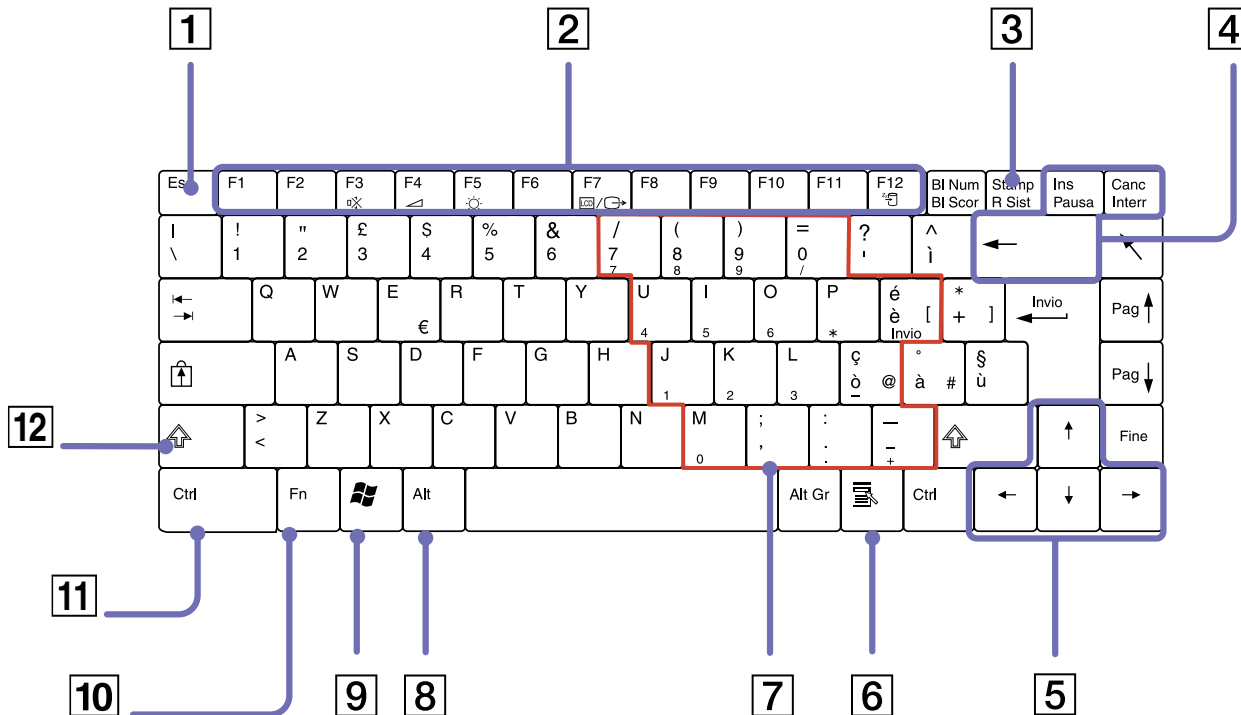 1 2 3 4
Es F1 F2 F3 F4 F5 F6 F7 F8 F9 F10 F11 F12 Bl Num Stamp Ins Canc
LCD / Bl Scor R Sist Pausa Interr
| ! " £ $ % & / ( ) = ? ^
\ 1 2 3 4 5 6 7 8 9 0 ' ì
7 8 9 /
Q W E R T Y U I O P é * Invio Pag
€ è [ + ]
4 5 6 * Invio
A S D F G H J K L ç ° § Pag
ò @ à # ù
1 2 3
12
> Z X C V B N M ; : _ Fine
< , . -
0 . +
Ctrl Fn Alt Alt Gr Ctrl
11
10 9 8 7 6 5